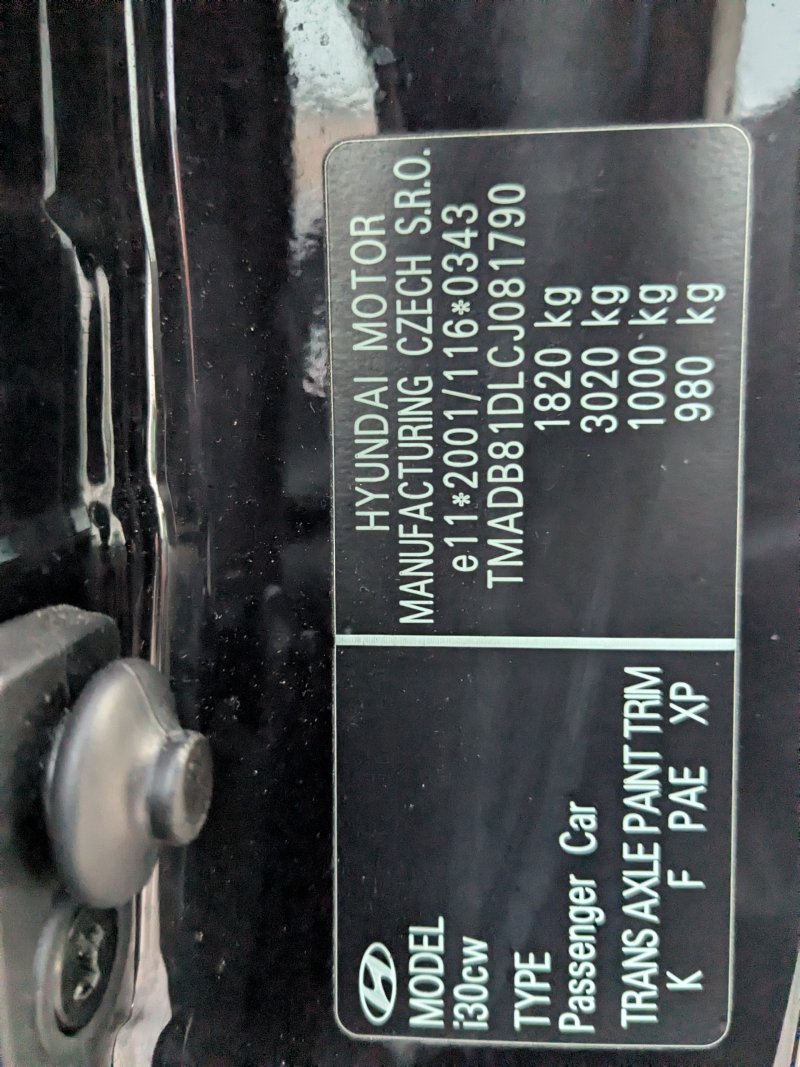 MODEL
i30cw
TYPE
Passenger Car
TRANS AXLE PAINT TRIM
K F PAE XP
HYUNDAI MOTOR
MANUFACTURING CZECH S.R.O.
e11*2001/116*0343
TMADB81DLCJ081790
1820 kg
3020 kg
1000 kg
980 kg